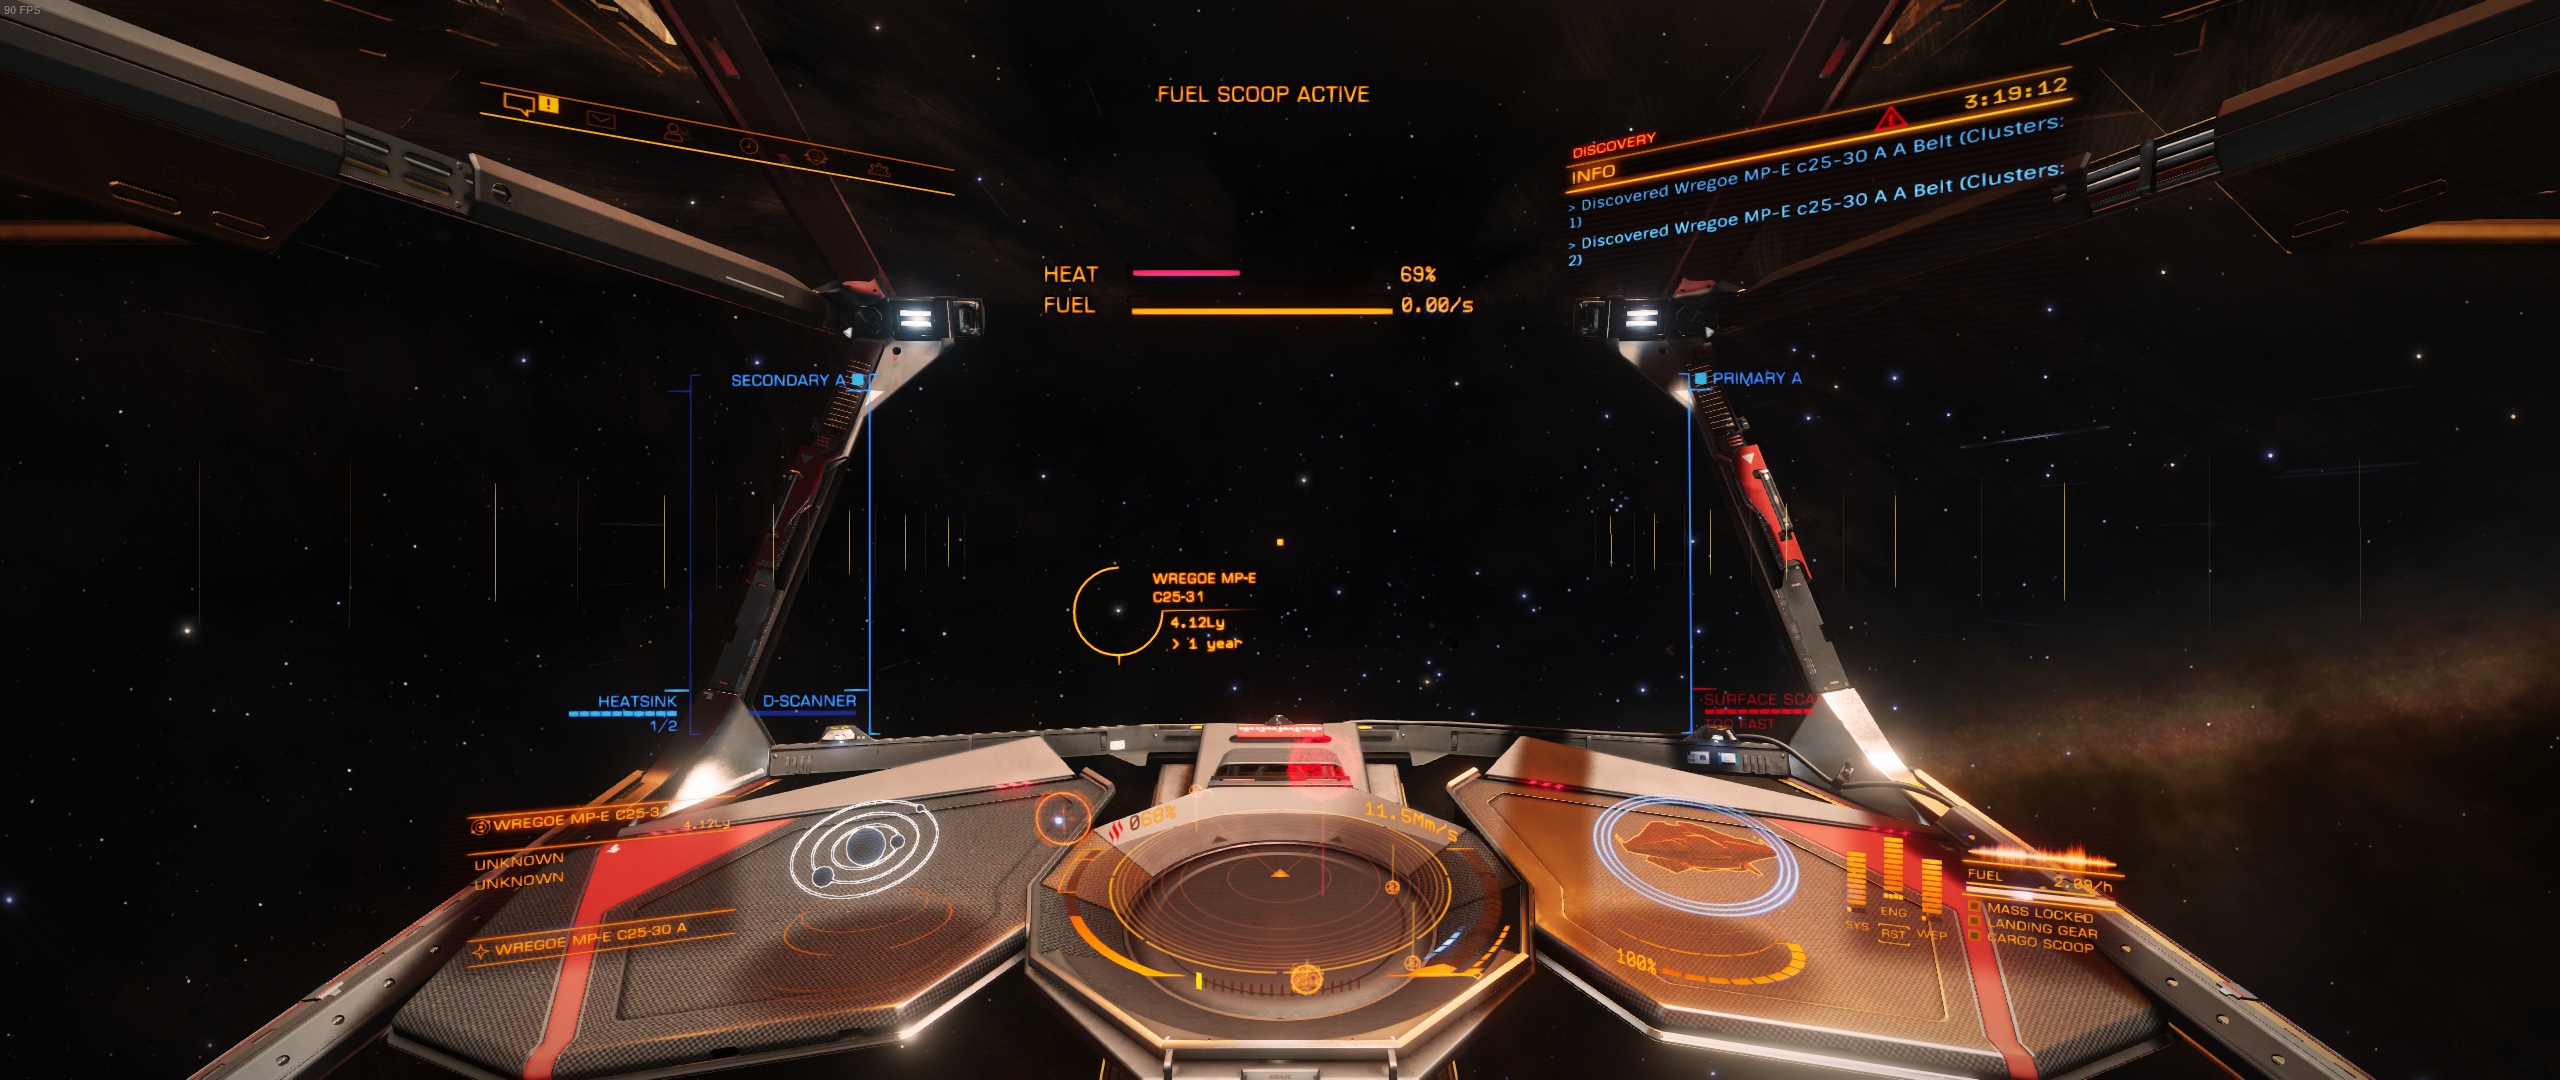 90 FPS
FUEL SCOOP ACTIVE
3:19:12
DISCOVERY
INFO
> Discovered Wregoe MP-E c25-30 A A Belt (Clusters:
1)
> Discovered Wregoe MP-E c25-30 A A Belt (Clusters:
2)
HEAT 69%
FUEL 0.00/s
SECONDARY A
PRIMARY A
WREGOE MP-E
C25-31
4.12Ly
> 1 year
HEATSINK
1/2
D-SCANNER
SURFACE SCA
TOO FAST
WREGOE MP-E C25-31
4.12Ly
UNKNOWN
UNKNOWN
WREGOE MP-E C25-30 A
068%
11.5Mm/s
100%
SYS
ENG
RST
WEP
FUEL 2.09/h
MASS LOCKED
LANDING GEAR
CARGO SCOOP